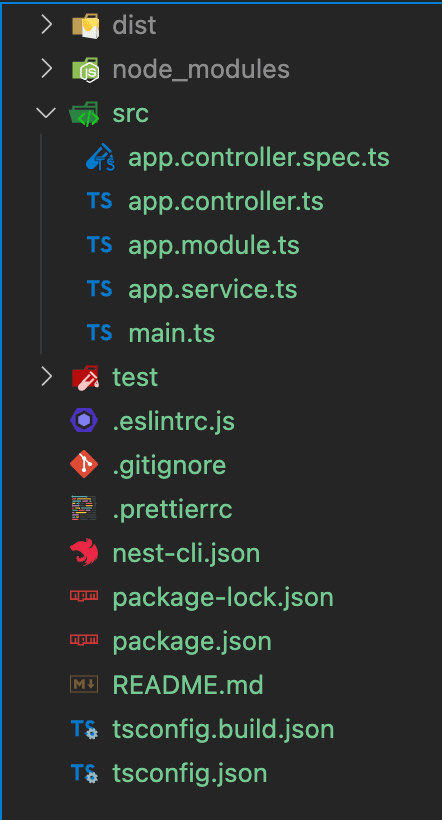 dist
node_modules
src
app.controller.spec.ts
TS app.controller.ts
TS app.module.ts
TS app.service.ts
TS main.ts
test
.eslintrc.js
.gitignore
.prettierrc
nest-cli.json
package-lock.json
package.json
README.md
TS tsconfig.build.json
TS tsconfig.json